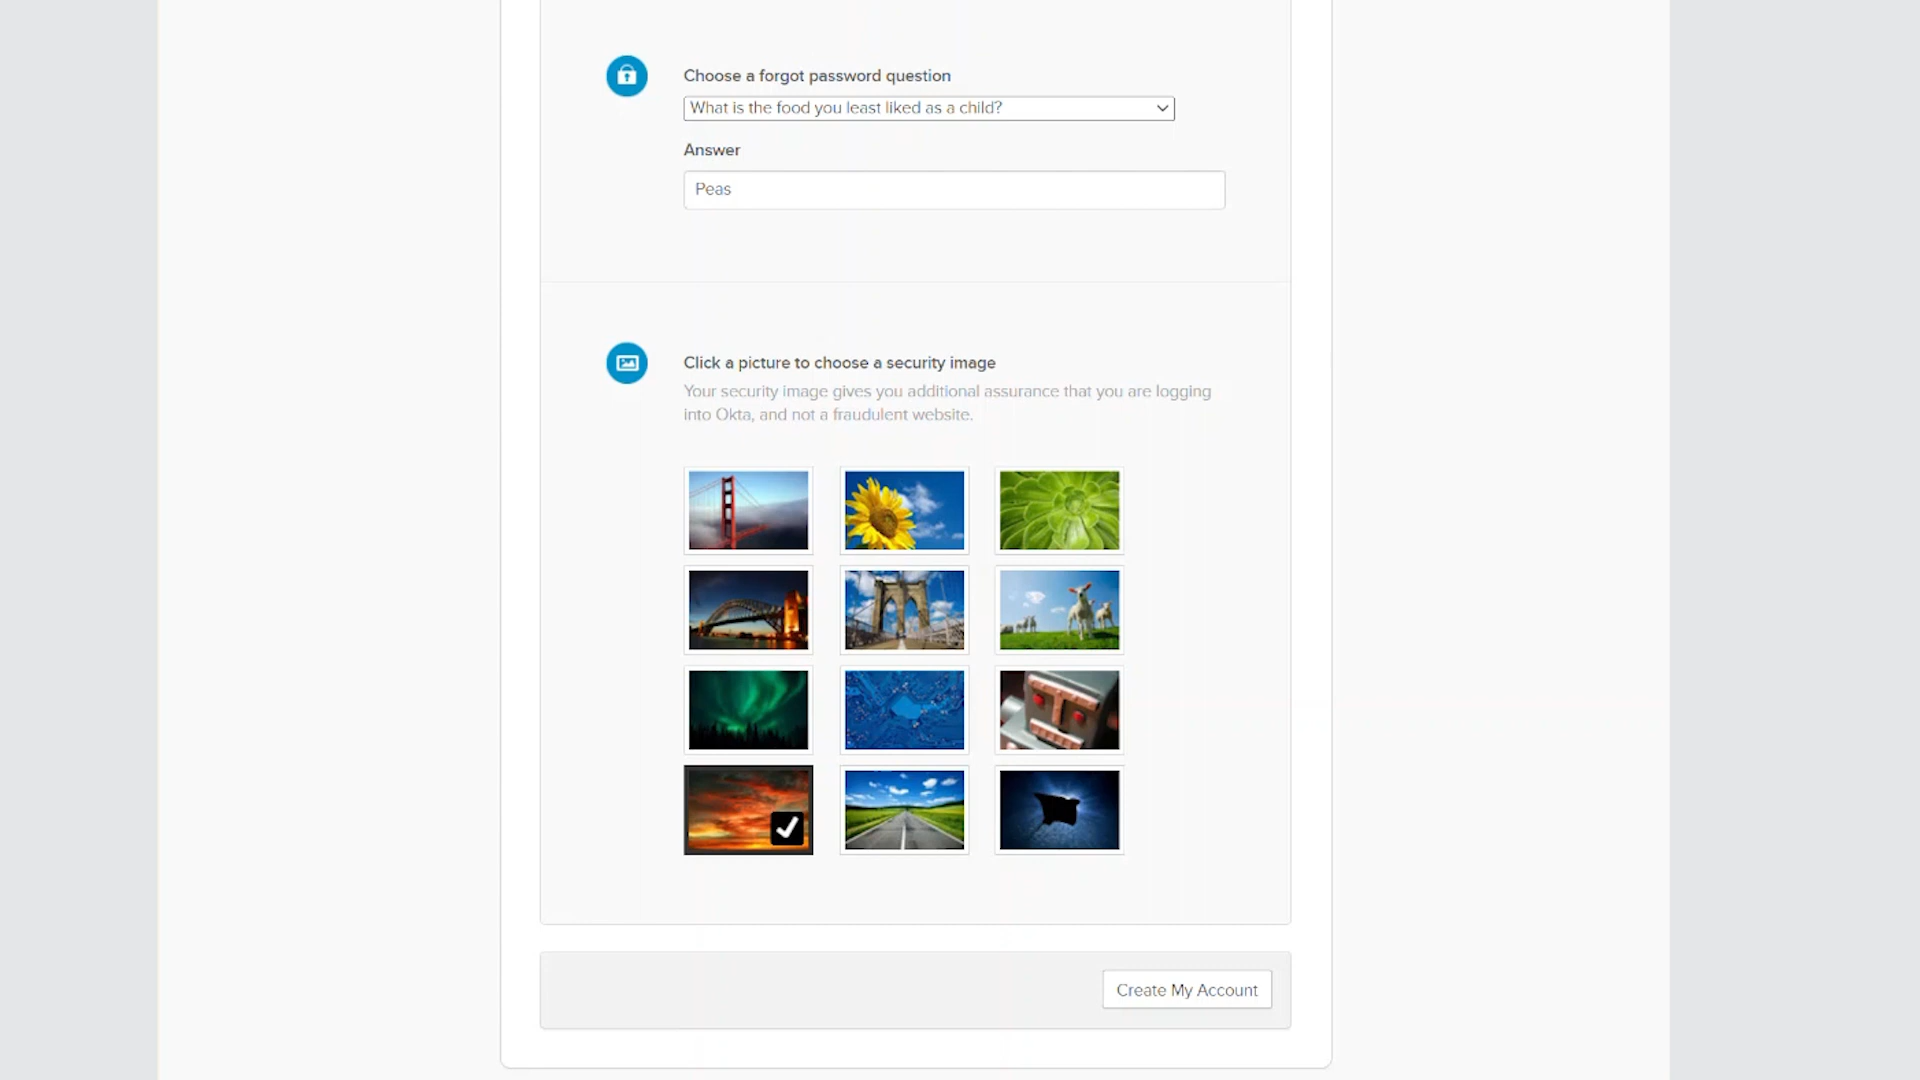 Choose a forgot password question
What is the food you least liked as a child?
Answer
Peas
Click a picture to choose a security image
Your security image gives you additional assurance that you are logging
into Okta, and not a fraudulent website.
Create My Account